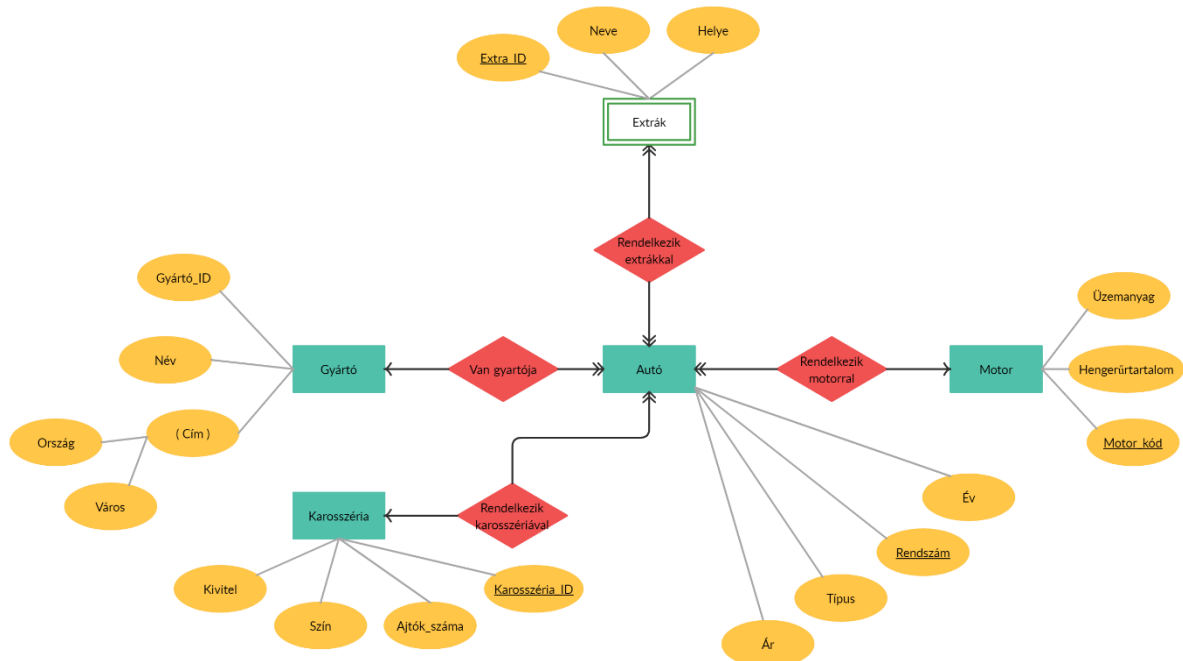 Neve
Helye
Extra_ID
Extrák
Rendelkezik
extrákkal
Gyártó_ID
Üzemanyag
Név
Gyártó
Van gyartója
Autó
Rendelkezik
motorral
Motor
Hengerűrtartalom
( Cím )
Ország
Motor_kód
Város
Év
Karosszéria
Rendelkezik
karosszériával
Rendszám
Kivitel
Karosszéria_ID
Típus
Szín
Ajtók_száma
Ár